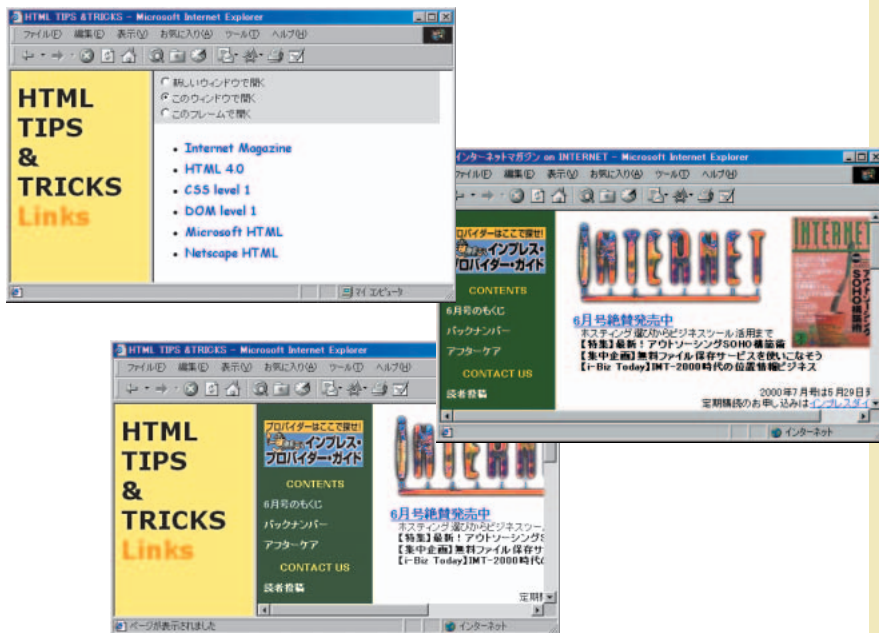 HTML TIPS &TRICKS - Microsoft Internet Explorer
ファイル(F) 編集(E) 表示(V) お気に入り(A) ツール(T) ヘルプ(H)
HTML
TIPS
&
TRICKS
Links
新しいウィンドウで開く
このウィンドウで開く
このフレームで開く
• Internet Magazine
• HTML 4.0
• CSS level 1
• DOM level 1
• Microsoft HTML
• Netscape HTML
マイ コンピュータ
インターネットマガジン on INTERNET - Microsoft Internet Explorer
ファイル(F) 編集(E) 表示(V) お気に入り(A) ツール(T) ヘルプ(H)
プロバイダーはここで探せ!
インプレス・
プロバイダー・ガイド
CONTENTS
6月号のもくじ
バックナンバー
アフターケア
CONTACT US
読者投稿
INTERNET
INTERNET
アウトソーシング
SOHO構築術
6月号絶賛発売中
ホスティング選びからビジネスツール活用まで
【特集】最新!アウトソーシングSOHO構築術
【集中企画】無料ファイル保存サービスを使いこなそう
【i-Biz Today】IMT-2000時代の位置情報ビジネス
2000年7月号は5月29日
定期購読のお申し込みはインプレスダイ
インターネット
HTML TIPS &TRICKS - Microsoft Internet Explorer
ファイル(F) 編集(E) 表示(V) お気に入り(A) ツール(T) ヘルプ(H)
HTML
TIPS
&
TRICKS
Links
プロバイダーはここで探せ!
インプレス・
プロバイダー・ガイド
CONTENTS
6月号のもくじ
バックナンバー
アフターケア
CONTACT US
読者投稿
INTERN
6月号絶賛発売中
ホスティング選びからビジネスツー
【特集】最新!アウトソーシングS
【集中企画】無料ファイル保存サ
【i-Biz Today】IMT-2000時代の
定期
ページが表示されました
インターネット